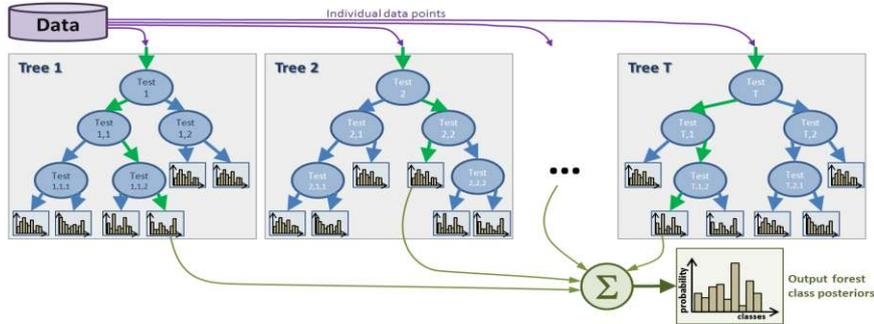 Data
Individual data points
Tree 1
Test
1
Test
1,1
Test
1,2
Test
1,1,1
Test
1,1,2
Tree 2
Test
2
Test
2,1
Test
2,2
Test
2,1,1
Test
2,2,2
...
Tree T
Test
T
Test
T,1
Test
T,2
Test
T,1,2
Test
T,2,1
Σ
probability
classes
Output forest
class posteriors